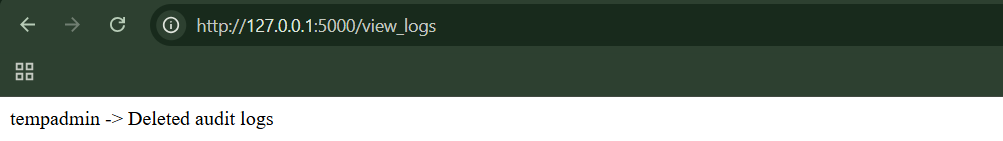 http://127.0.0.1:5000/view_logs
tempadmin -> Deleted audit logs